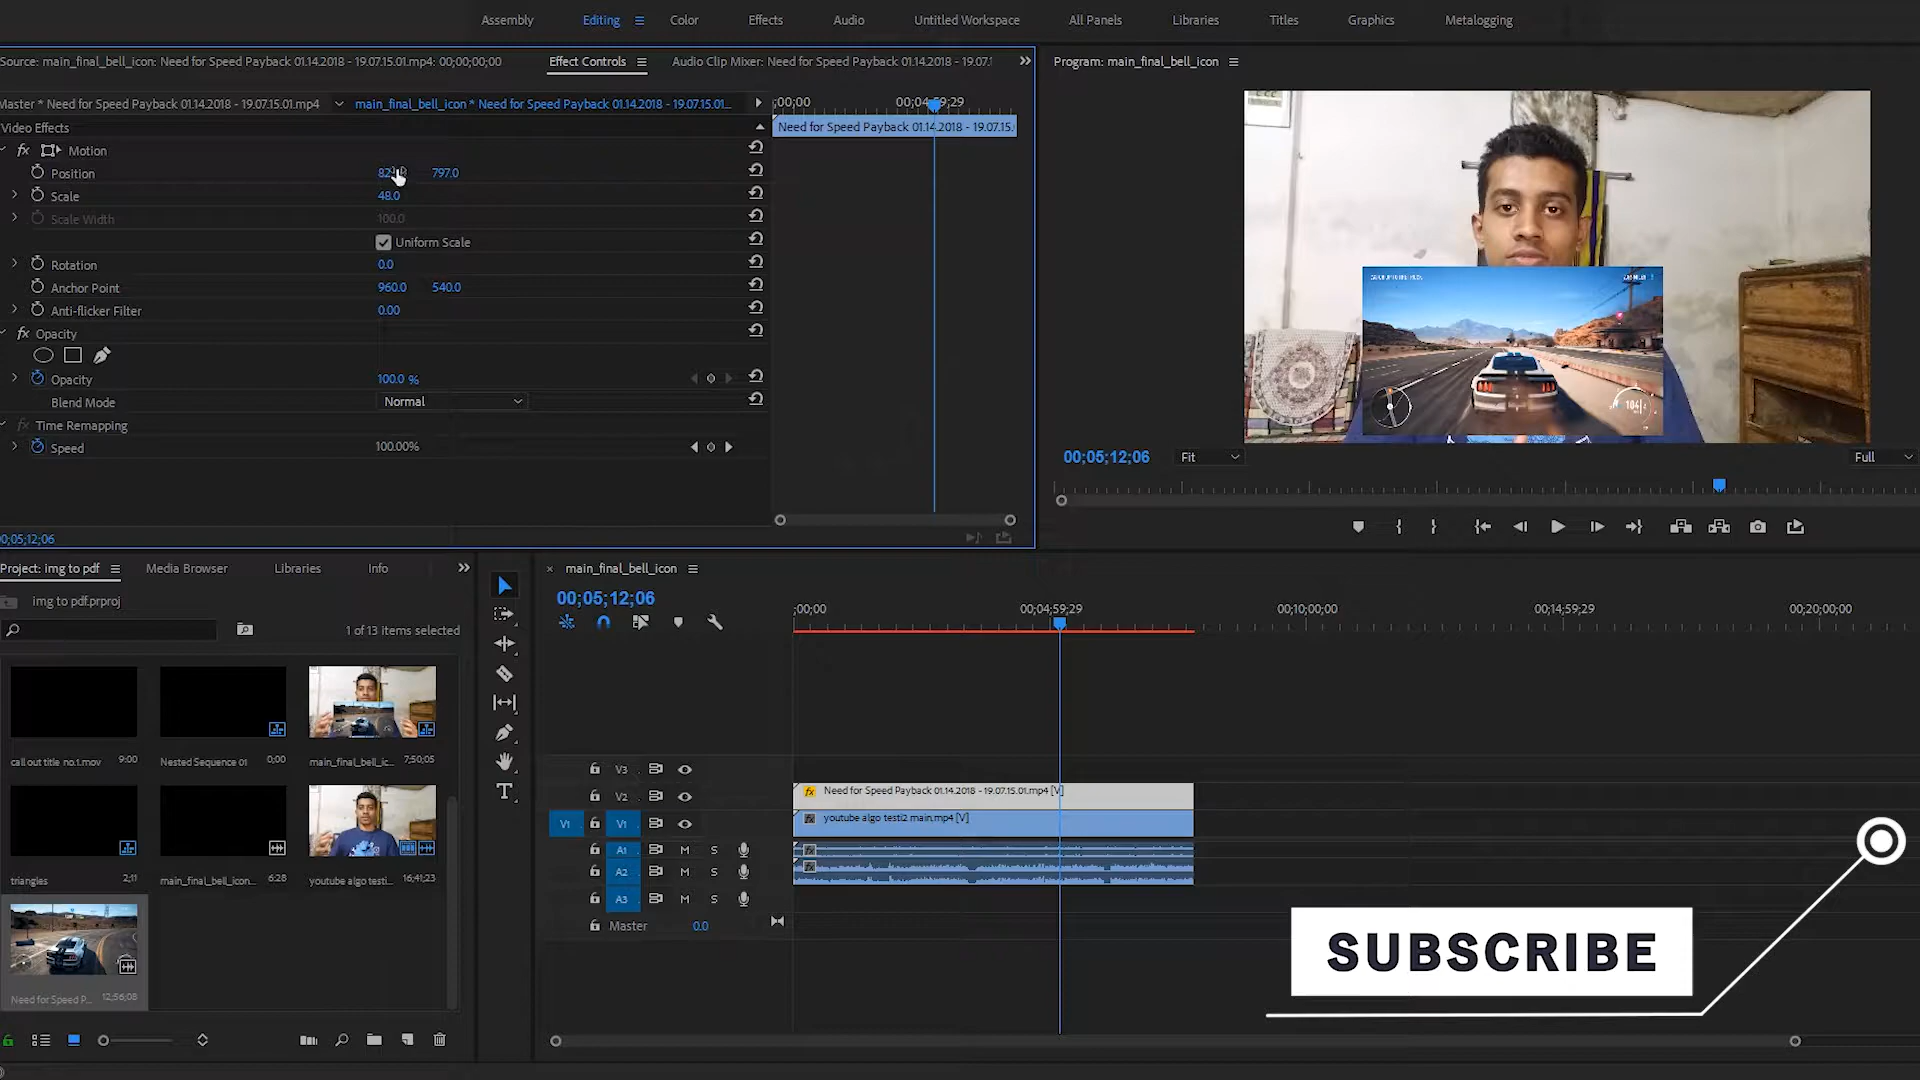 Assembly Editing Color Effects Audio Untitled Workspace All Panels Libraries Titles Graphics Metalogging
Source: main_final_bell_icon: Need for Speed Payback 01.14.2018 - 19.07.15.01.mp4: 00;00;00;00
Effect Controls
Audio Clip Mixer: Need for Speed Payback 01.14.2018 - 19.07.1
Master * Need for Speed Payback 01.14.2018 - 19.07.15.01.mp4
main_final_bell_icon * Need for Speed Payback 01.14.2018 - 19.07.15.01...
;00;00 00;04;59;29
Video Effects
Need for Speed Payback 01.14.2018 - 19.07.15.
fx Motion
Position 797.0
Scale 48.0
Scale Width 100.0
Uniform Scale
Rotation 0.0
Anchor Point 960.0 540.0
Anti-flicker Filter 0.00
fx Opacity
Opacity 100.0 %
Blend Mode Normal
fx Time Remapping
Speed 100.00%
0;05;12;06
Program: main_final_bell_icon
104
00;05;12;06 Fit Full
Project: img to pdf Media Browser Libraries Info
img to pdf.prproj
1 of 13 items selected
call out title no.1.mov 9:00
Nested Sequence 01 0;00
main_final_bell_ic... 7;50;05
triangles 2;11
main_final_bell_icon... 6:28
youtube algo testi... 16;41;23
Need for Speed P... 12;56;08
main_final_bell_icon
00;05;12;06
;00;00 00;04;59;29 00;10;00;00 00;14;59;29 00;20;00;00
V3
V2
Need for Speed Payback 01.14.2018 - 19.07.15.01.mp4 [V]
V1 V1
youtube algo testi2 main.mp4 [V]
A1 M S
A2 M S
A3 M S
Master 0.0
SUBSCRIBE